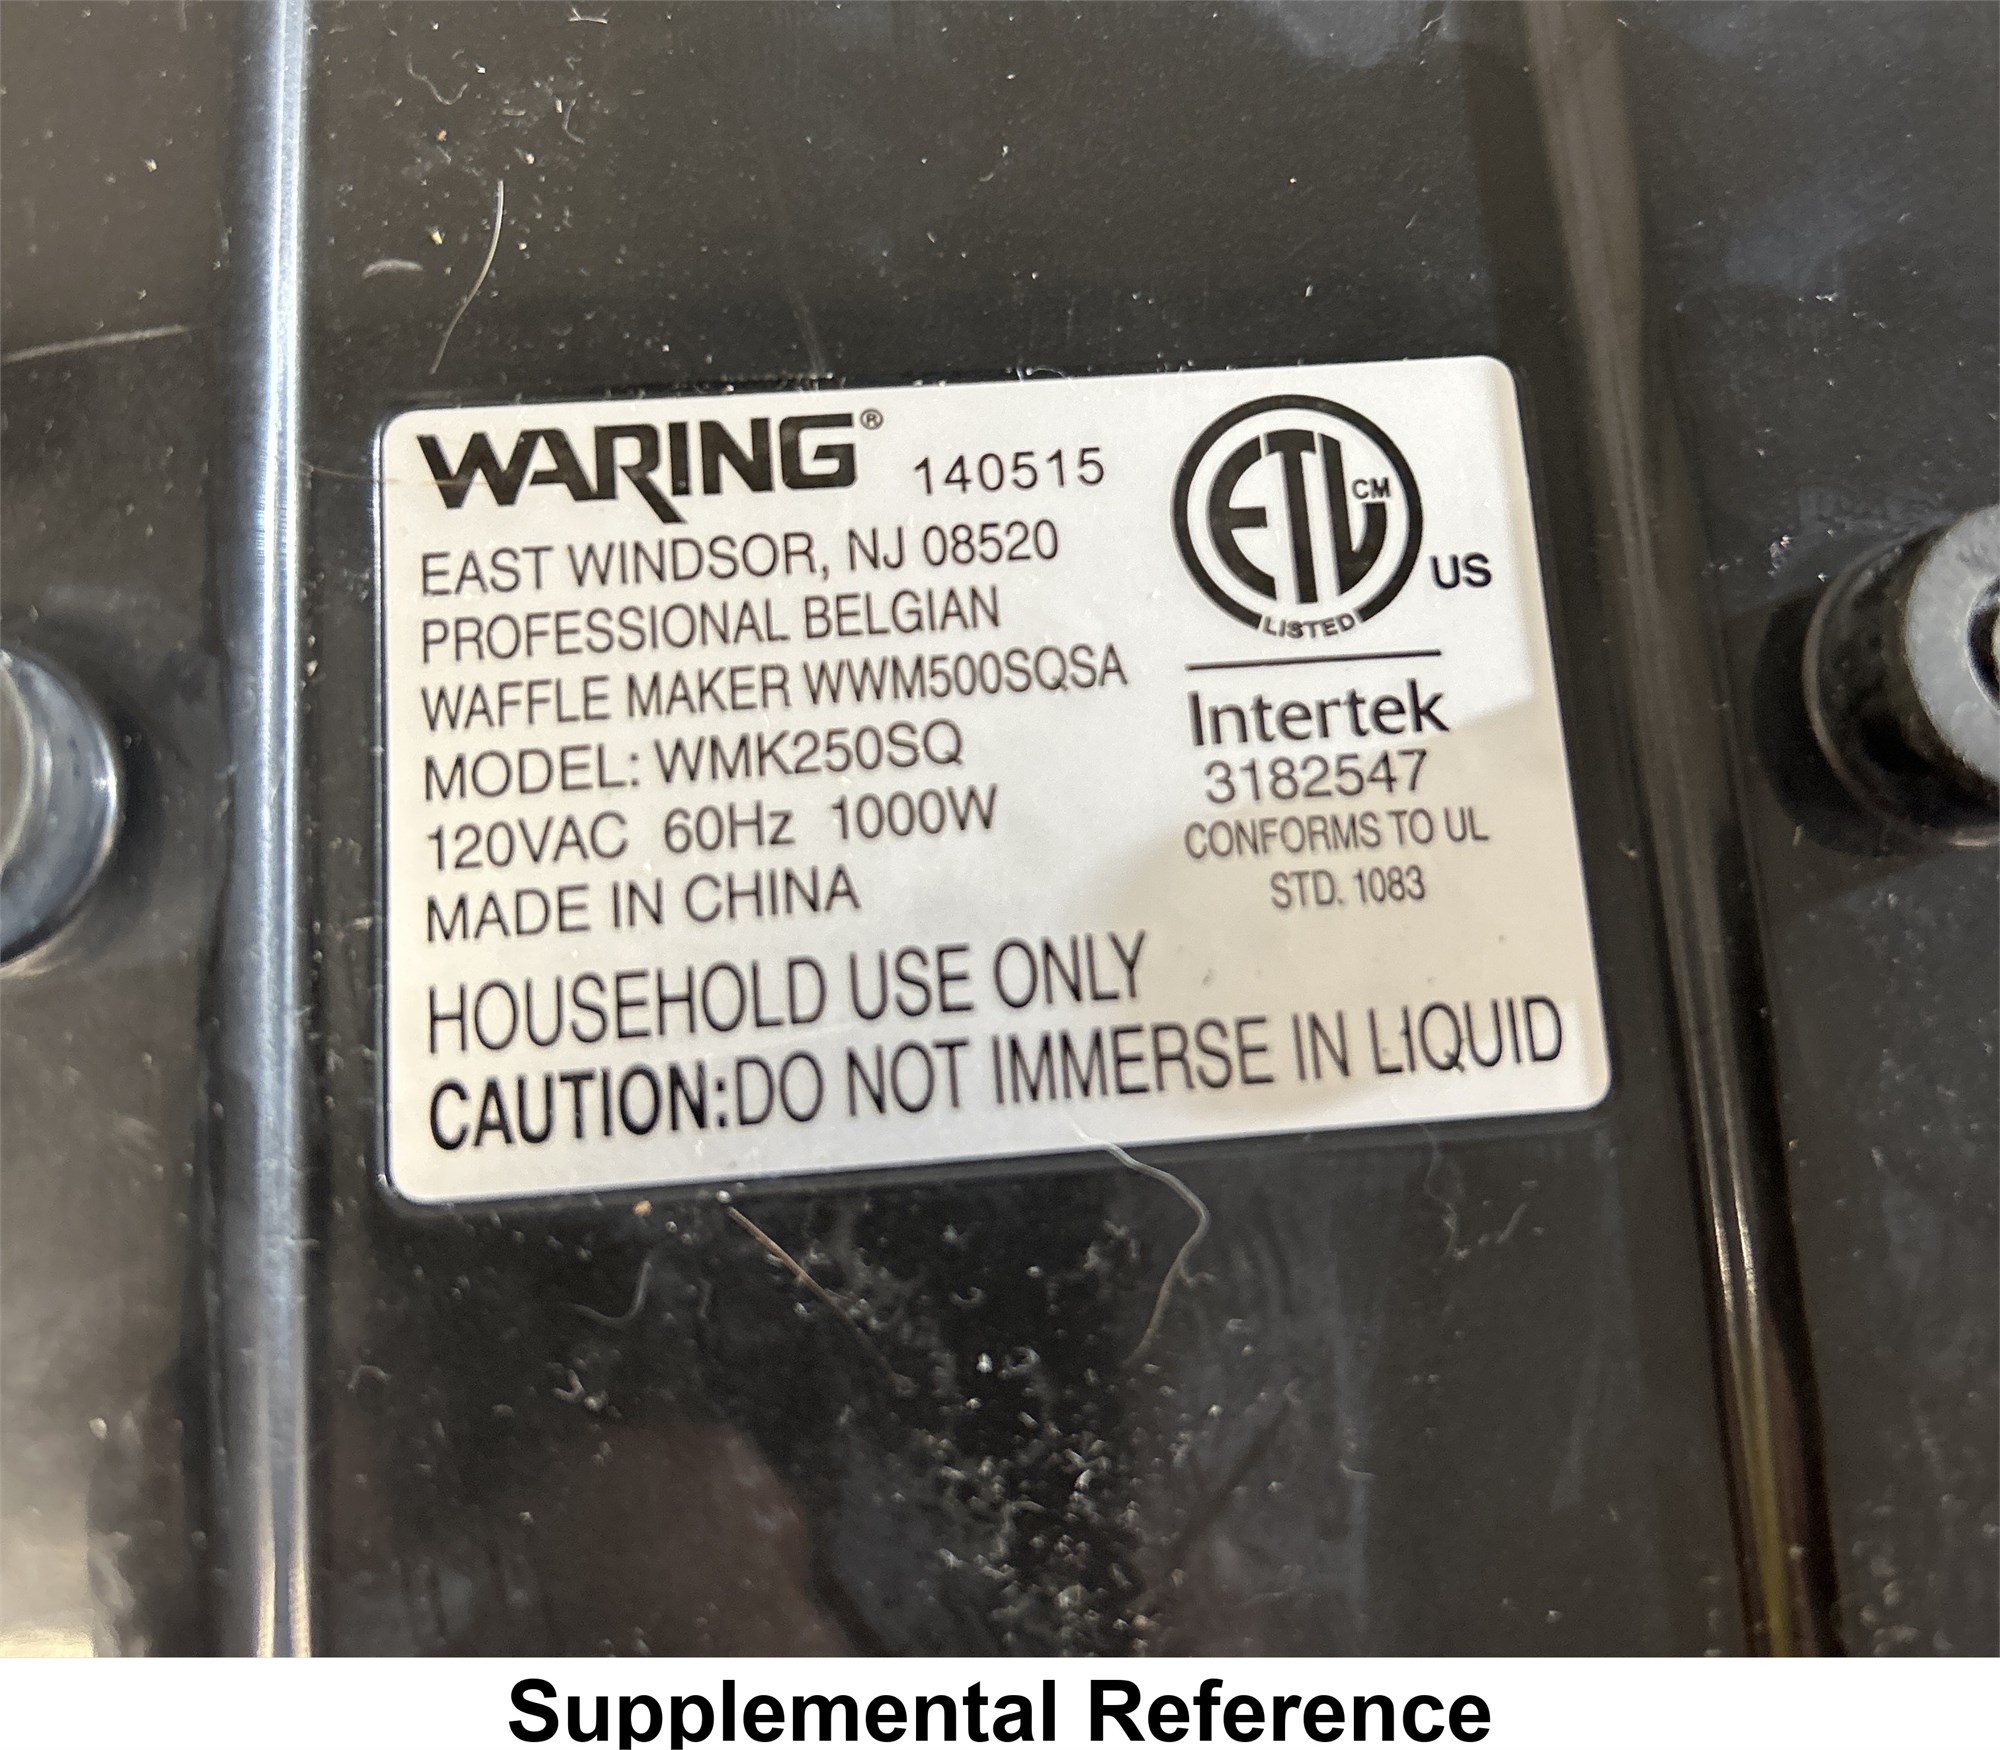 WARING® 140515
EAST WINDSOR, NJ 08520
PROFESSIONAL BELGIAN
WAFFLE MAKER WWM500SQSA
MODEL: WMK250SQ
120VAC 60Hz 1000W
MADE IN CHINA
HOUSEHOLD USE ONLY
CAUTION:DO NOT IMMERSE IN LIQUID
ETL CM
LISTED
US
Intertek
3182547
CONFORMS TO UL
STD. 1083
Supplemental Reference